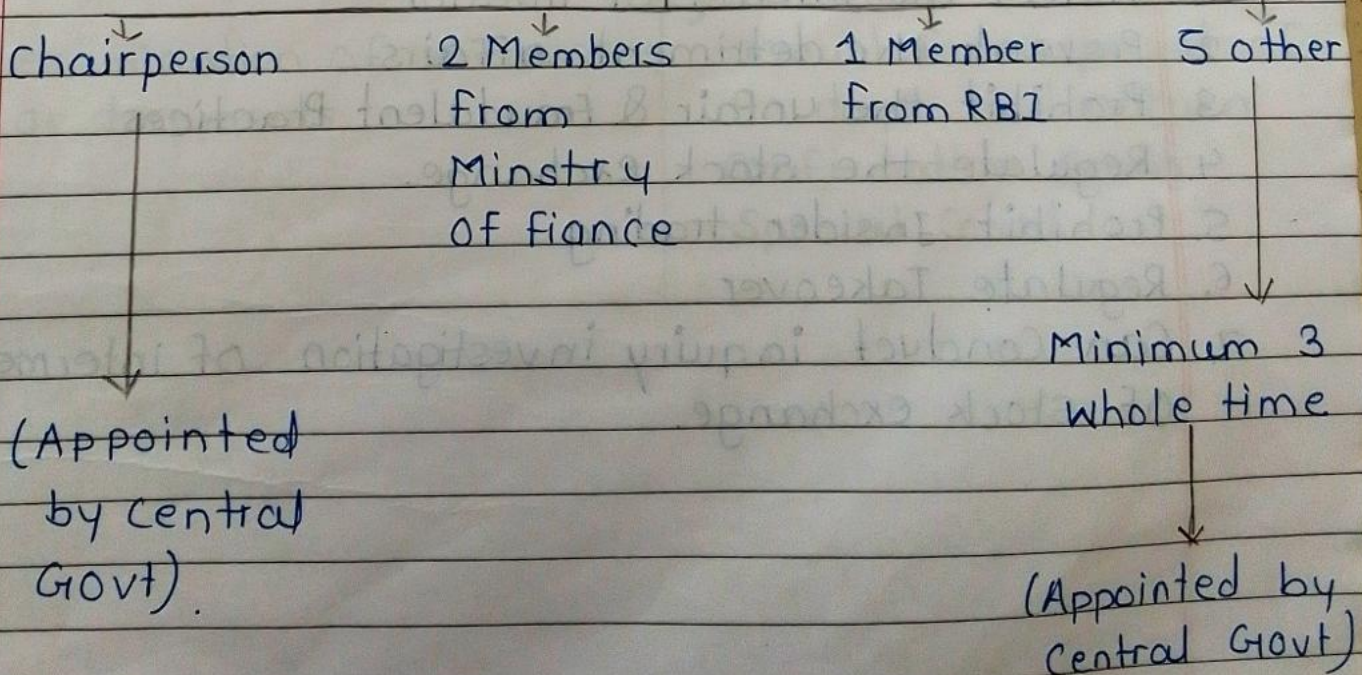 Chairperson 2 Members 1 Member 5 other
from from RBI
Minstry
of fiance
Minimum 3
whole time
(Appointed
by central
Govt).
(Appointed by
Central Govt)